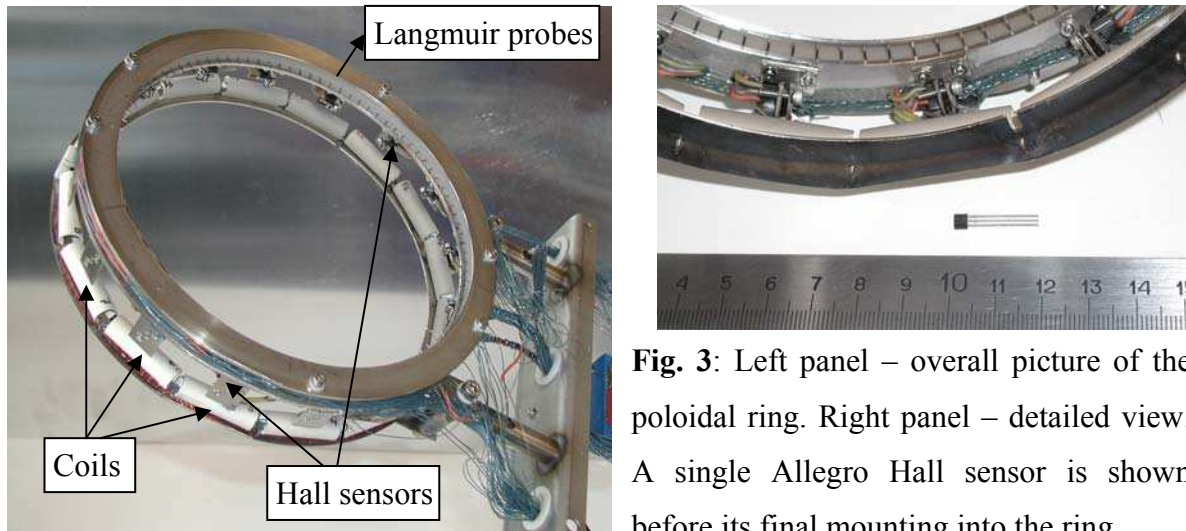 Langmuir probes
Coils
Hall sensors
4 5 6 7 8 9 10 11 12 13 14 15
Fig. 3: Left panel – overall picture of the
poloidal ring. Right panel – detailed view.
A single Allegro Hall sensor is shown
before its final mounting into the ring.